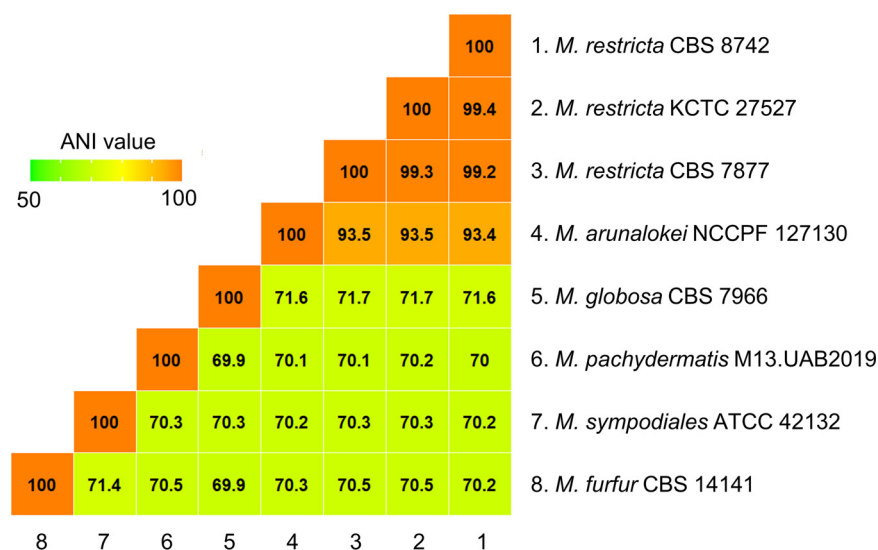 100 1. M. restricta CBS 8742
100 99.4 2. M. restricta KCTC 27527
ANI value
50 100
100 99.3 99.2 3. M. restricta CBS 7877
100 93.5 93.5 93.4 4. M. arunalokei NCCPF 127130
100 71.6 71.7 71.7 71.6 5. M. globosa CBS 7966
100 69.9 70.1 70.1 70.2 70 6. M. pachydermatis M13.UAB2019
100 70.3 70.3 70.2 70.3 70.3 70.2 7. M. sympodiales ATCC 42132
100 71.4 70.5 69.9 70.3 70.5 70.5 70.2 8. M. furfur CBS 14141
8 7 6 5 4 3 2 1